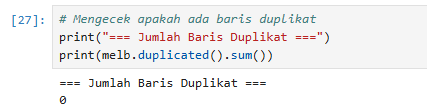 [27]: # Mengecek apakah ada baris duplikat
print("=== Jumlah Baris Duplikat ===")
print(melb.duplicated().sum())
=== Jumlah Baris Duplikat ===
0